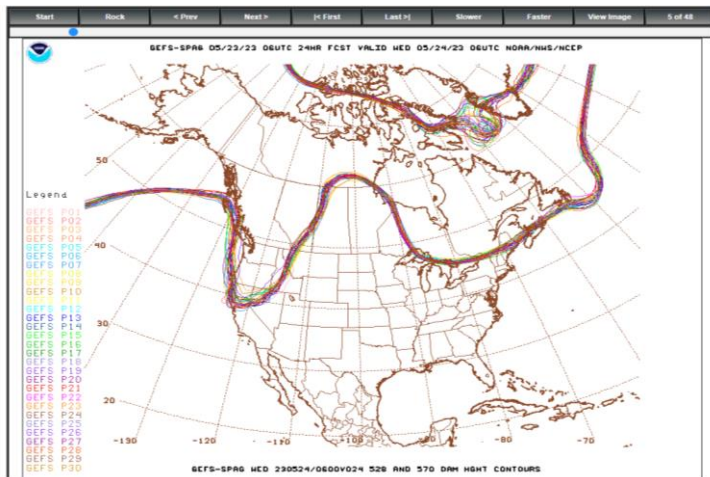 Start Rock < Prev Next > |< First Last >| Slower Faster View Image 5 of 48
GEFS-SPAG 05/23/23 06UTC 24HR FCST VALID WED 05/24/23 06UTC NOAA/NWS/NCEP
50
40
30
20
-130 -120 -110 -100 -90 -80 -70
Legend
GEFS P01
GEFS P02
GEFS P03
GEFS P04
GEFS P05
GEFS P06
GEFS P07
GEFS P09
GEFS P10
GEFS P12
GEFS P13
GEFS P14
GEFS P15
GEFS P16
GEFS P17
GEFS P18
GEFS P19
GEFS P20
GEFS P21
GEFS P22
GEFS P23
GEFS P24
GEFS P25
GEFS P26
GEFS P27
GEFS P28
GEFS P29
GEFS P30
GEFS-SPAG WED 230524/0600V024 528 AND 570 DAM HGHT CONTOURS